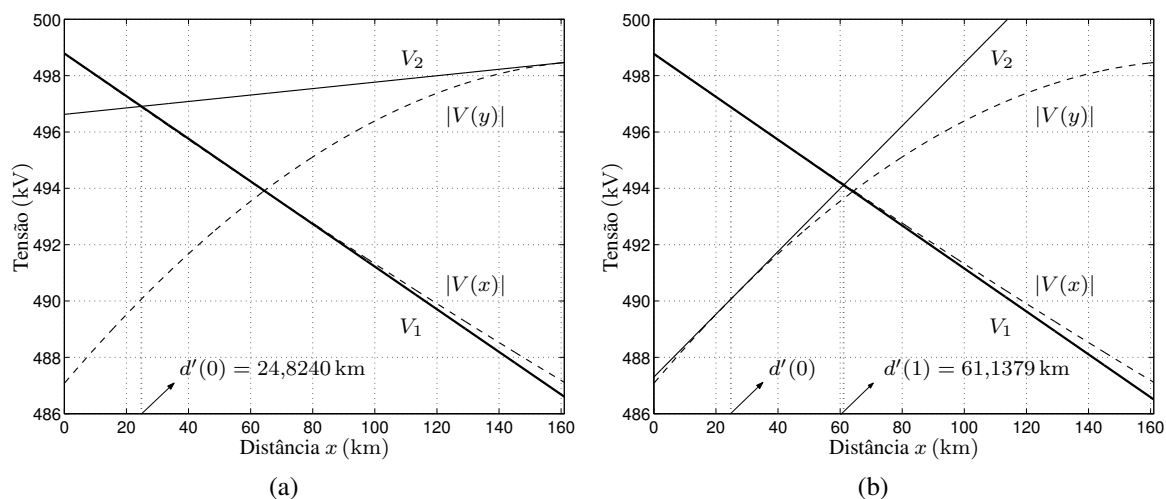 500
498
496
494
492
490
488
486
Tensão (kV)
V₂
|V(y)|
|V(x)|
V₁
d′(0) = 24,8240 km
0 20 40 60 80 100 120 140 160
Distância x (km)
(a)
500
498
496
494
492
490
488
486
Tensão (kV)
V₂
|V(y)|
|V(x)|
V₁
d′(0)
d′(1) = 61,1379 km
0 20 40 60 80 100 120 140 160
Distância x (km)
(b)